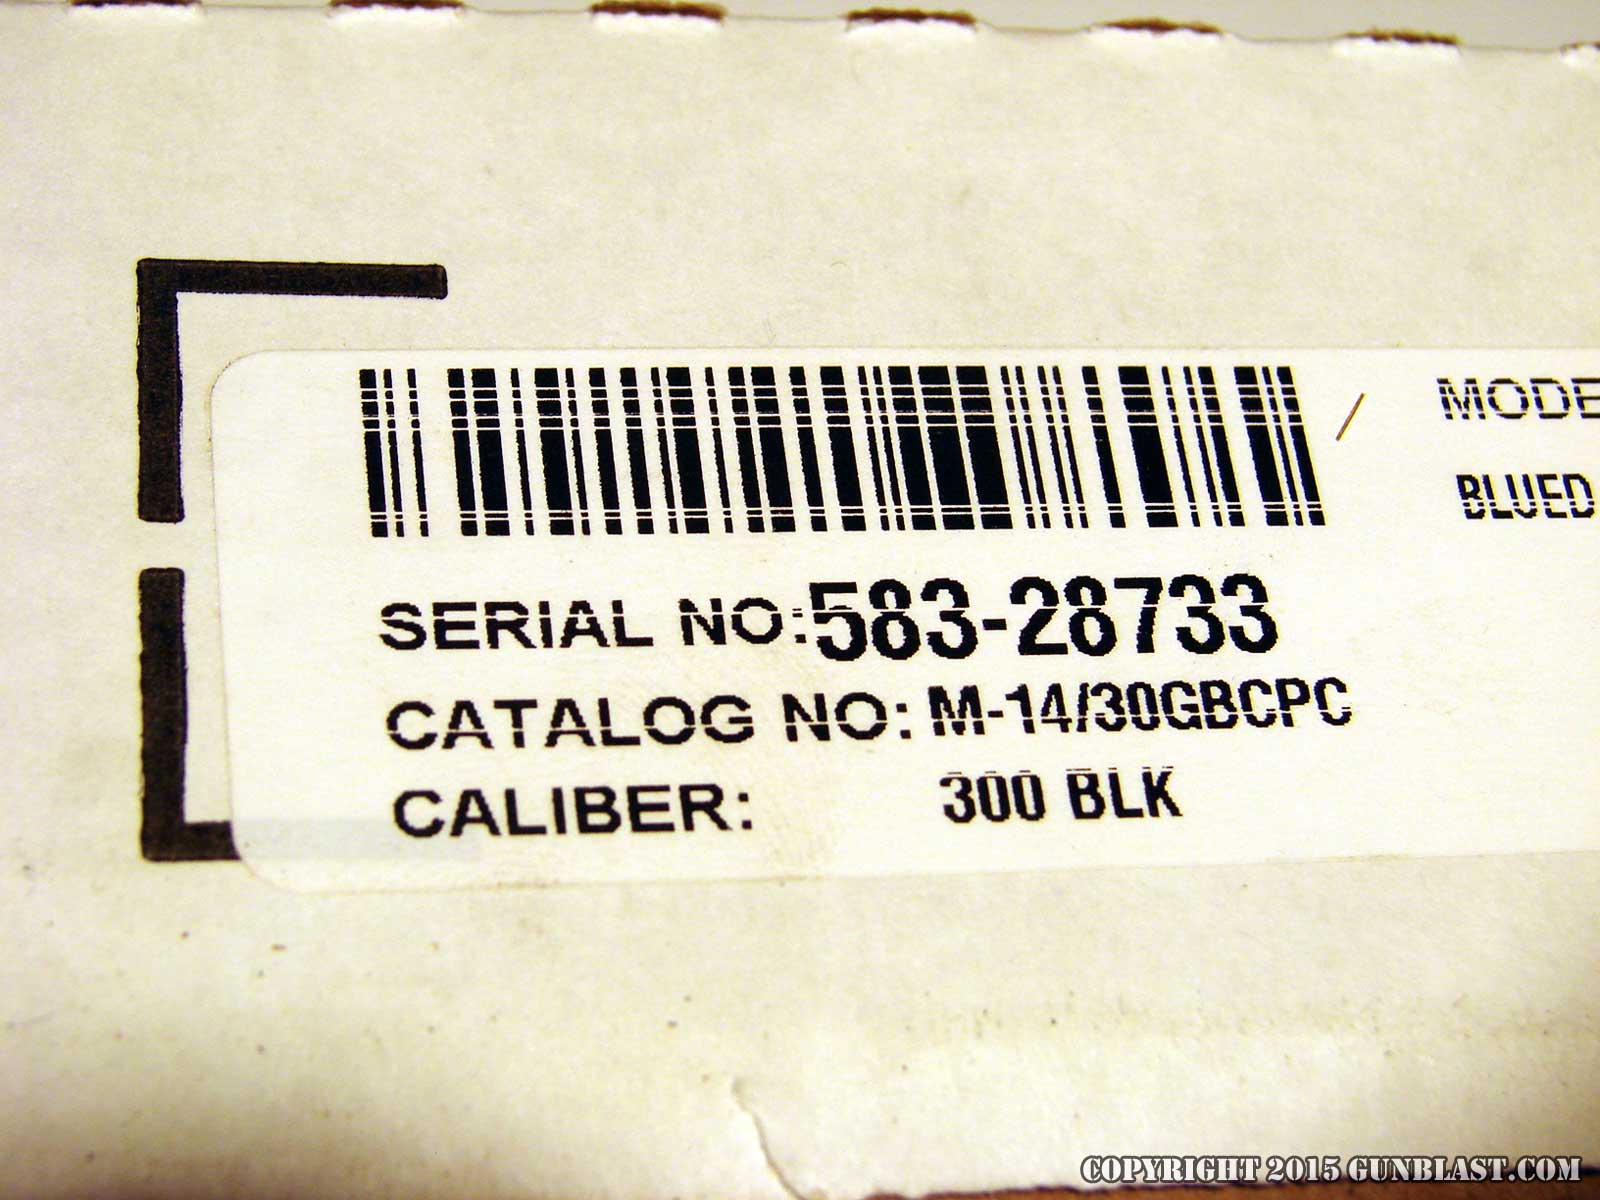 MODE
BLUED
SERIAL NO:583-28733
CATALOG NO: M-14/30GBCPC
CALIBER: 300 BLK
COPYRIGHT 2015 GUNBLAST.COM